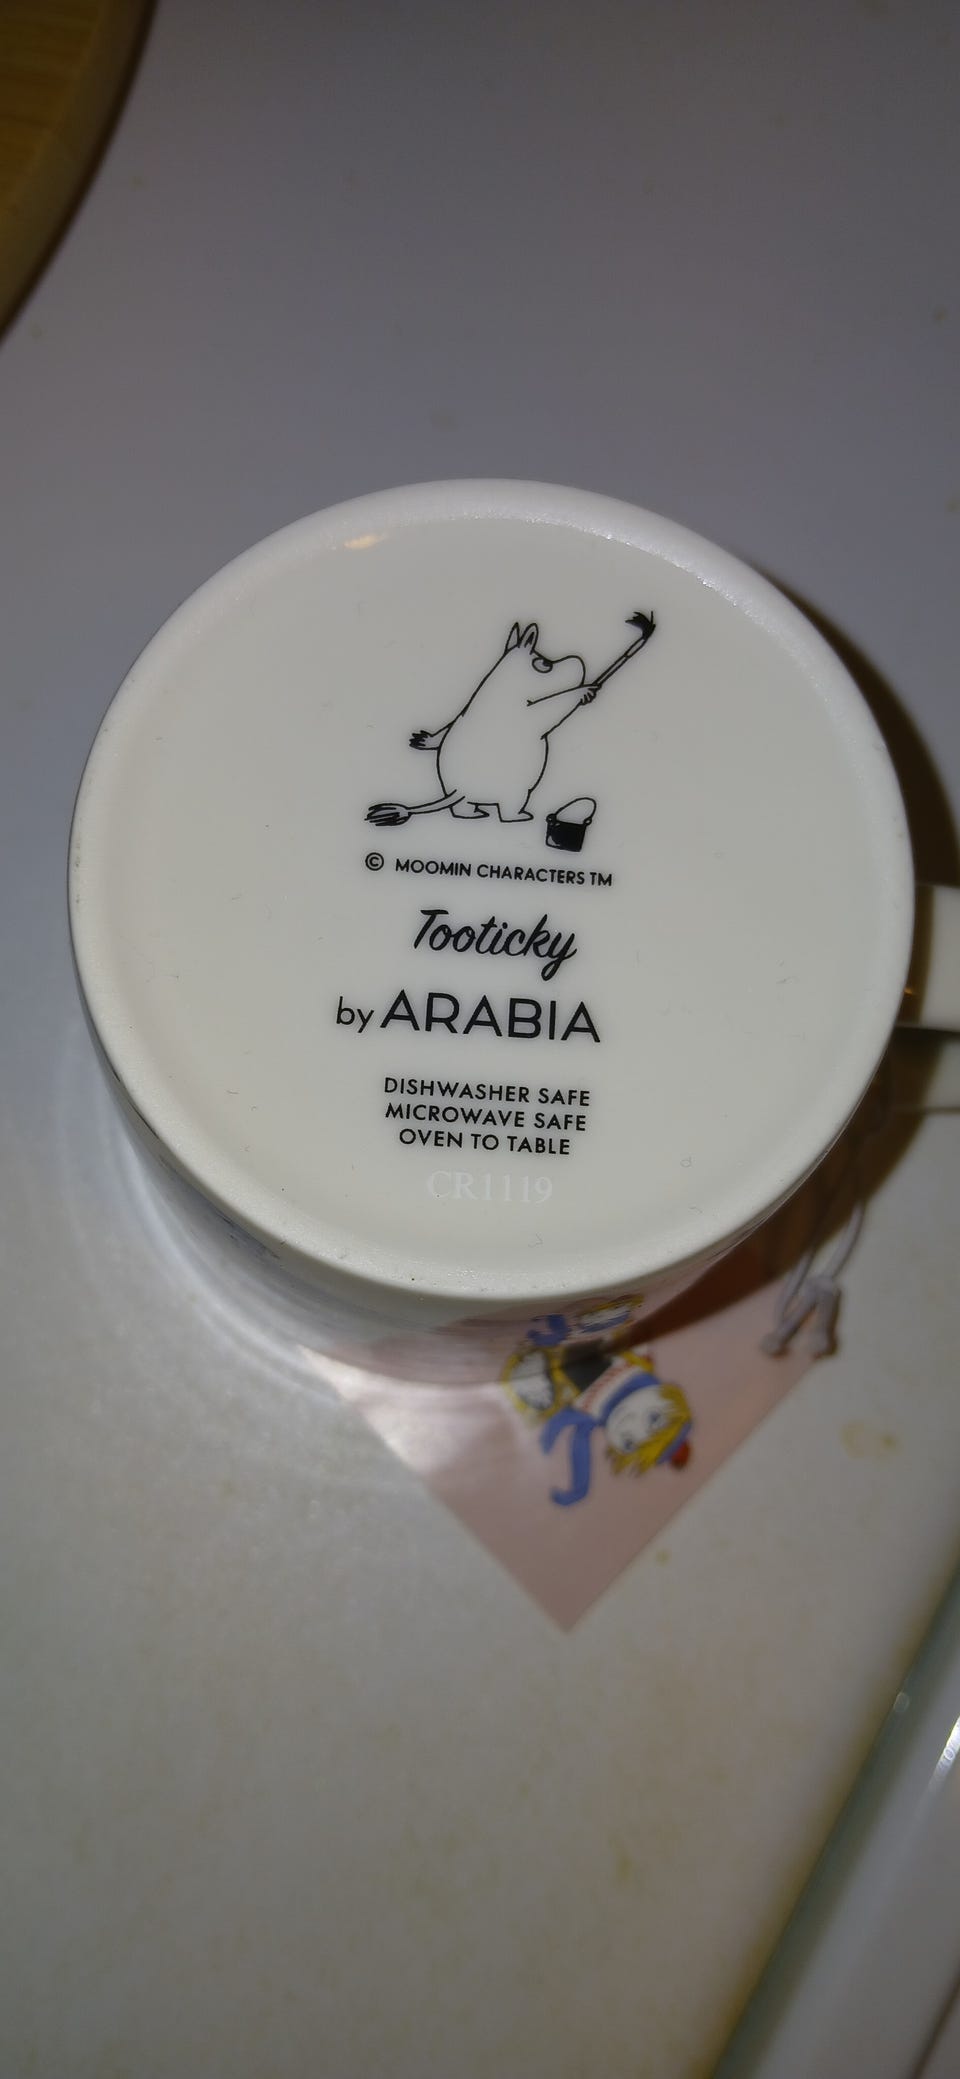 © MOOMIN CHARACTERS TM
Tooticky
by ARABIA
DISHWASHER SAFE
MICROWAVE SAFE
OVEN TO TABLE
CR1119